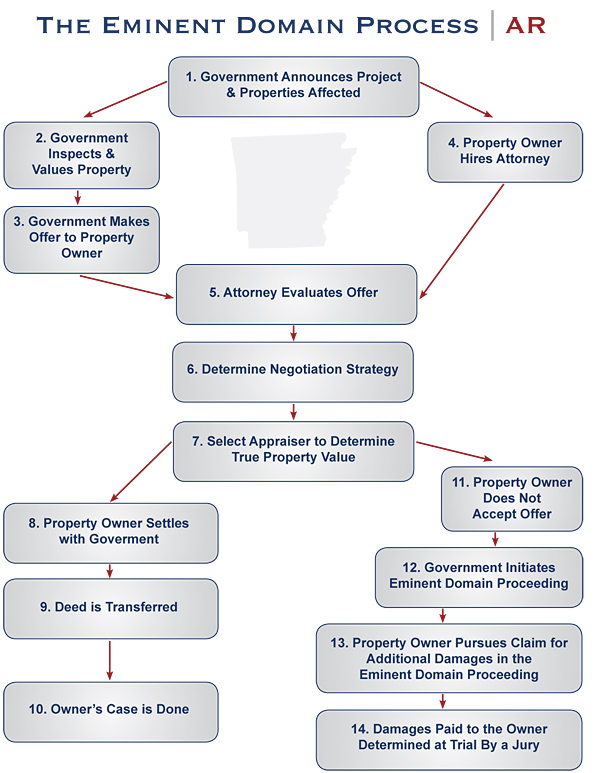 THE EMINENT DOMAIN PROCESS | AR
1. Government Announces Project
& Properties Affected
2. Government
Inspects &
Values Property
3. Government Makes
Offer to Property
Owner
4. Property Owner
Hires Attorney
5. Attorney Evaluates Offer
6. Determine Negotiation Strategy
7. Select Appraiser to Determine
True Property Value
8. Property Owner Settles
with Goverment
9. Deed is Transferred
10. Owner's Case is Done
11. Property Owner
Does Not
Accept Offer
12. Government Initiates
Eminent Domain Proceeding
13. Property Owner Pursues Claim for
Additional Damages in the
Eminent Domain Proceeding
14. Damages Paid to the Owner
Determined at Trial By a Jury